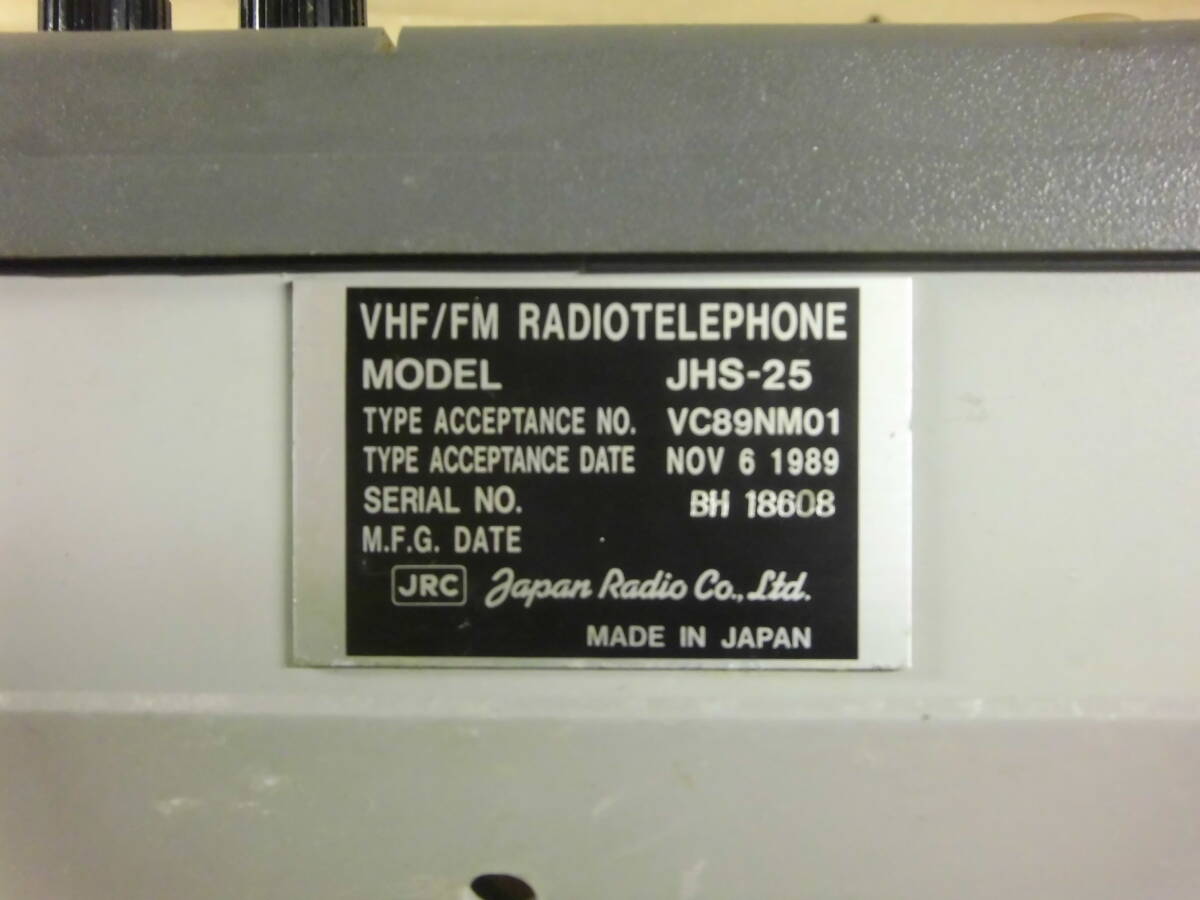 VHF/FM RADIOTELEPHONE
MODEL JHS-25
TYPE ACCEPTANCE NO. VC89NM01
TYPE ACCEPTANCE DATE NOV 6 1989
SERIAL NO. BH 18608
M.F.G. DATE
JRC Japan Radio Co., Ltd.
MADE IN JAPAN